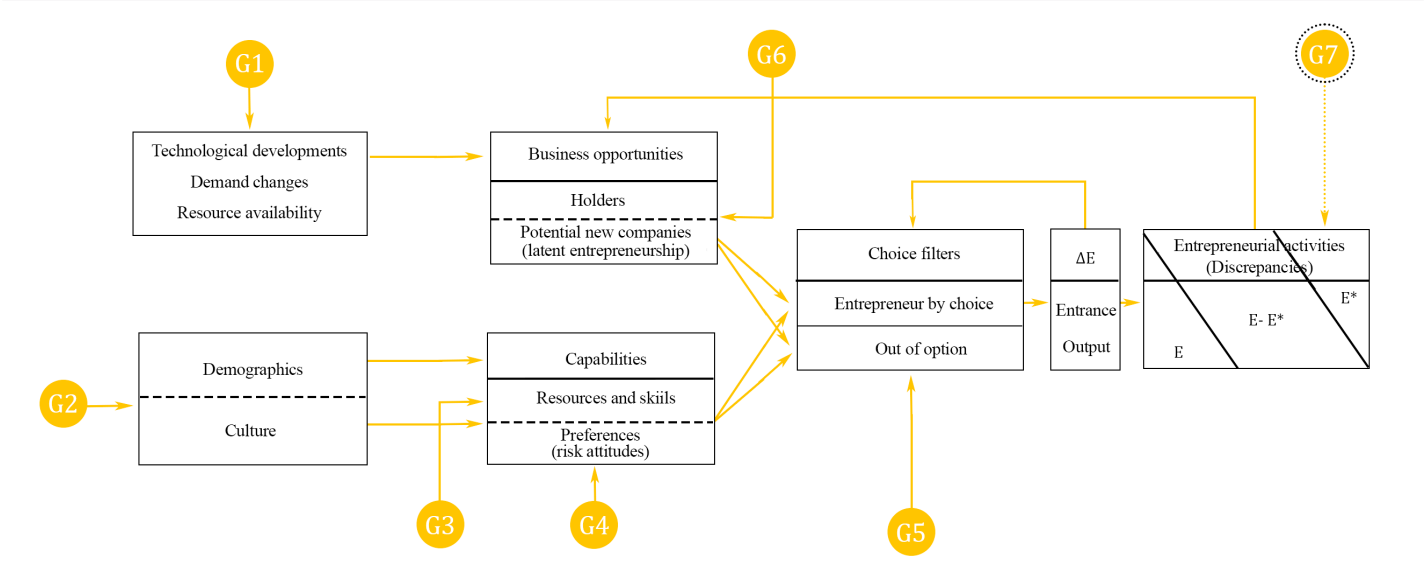 G1
G6
G7
Technological developments
Demand changes
Resource availability
Business opportunities
Holders
Potential new companies
(latent entrepreneurship)
Choice filters
Entrepreneur by choice
Out of option
ΔE
Entrance
Output
Entrepreneurial activities
(Discrepancies)
E*
E- E*
E
G2
Demographics
Culture
Capabilities
Resources and skiils
Preferences
(risk attitudes)
G3
G4
G5